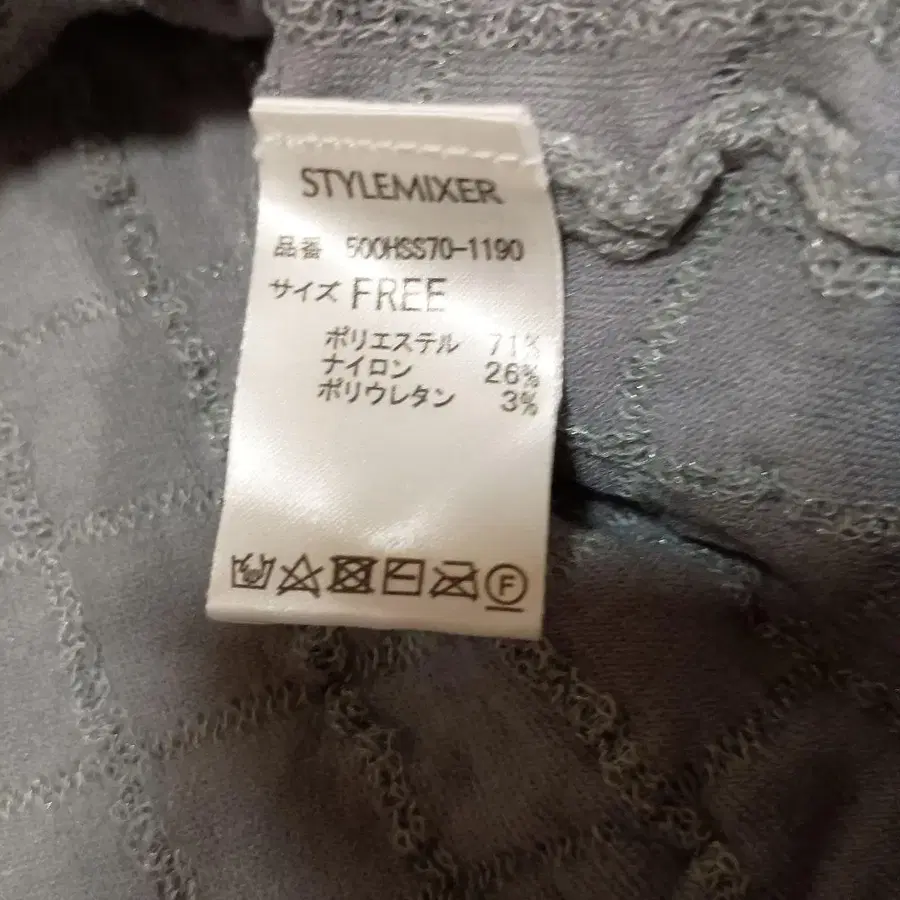 STYLEMIXER
品番 500HSS70-1190
サイズ FREE
ポリエステル 71%
ナイロン 26%
ポリウレタン 3%
F